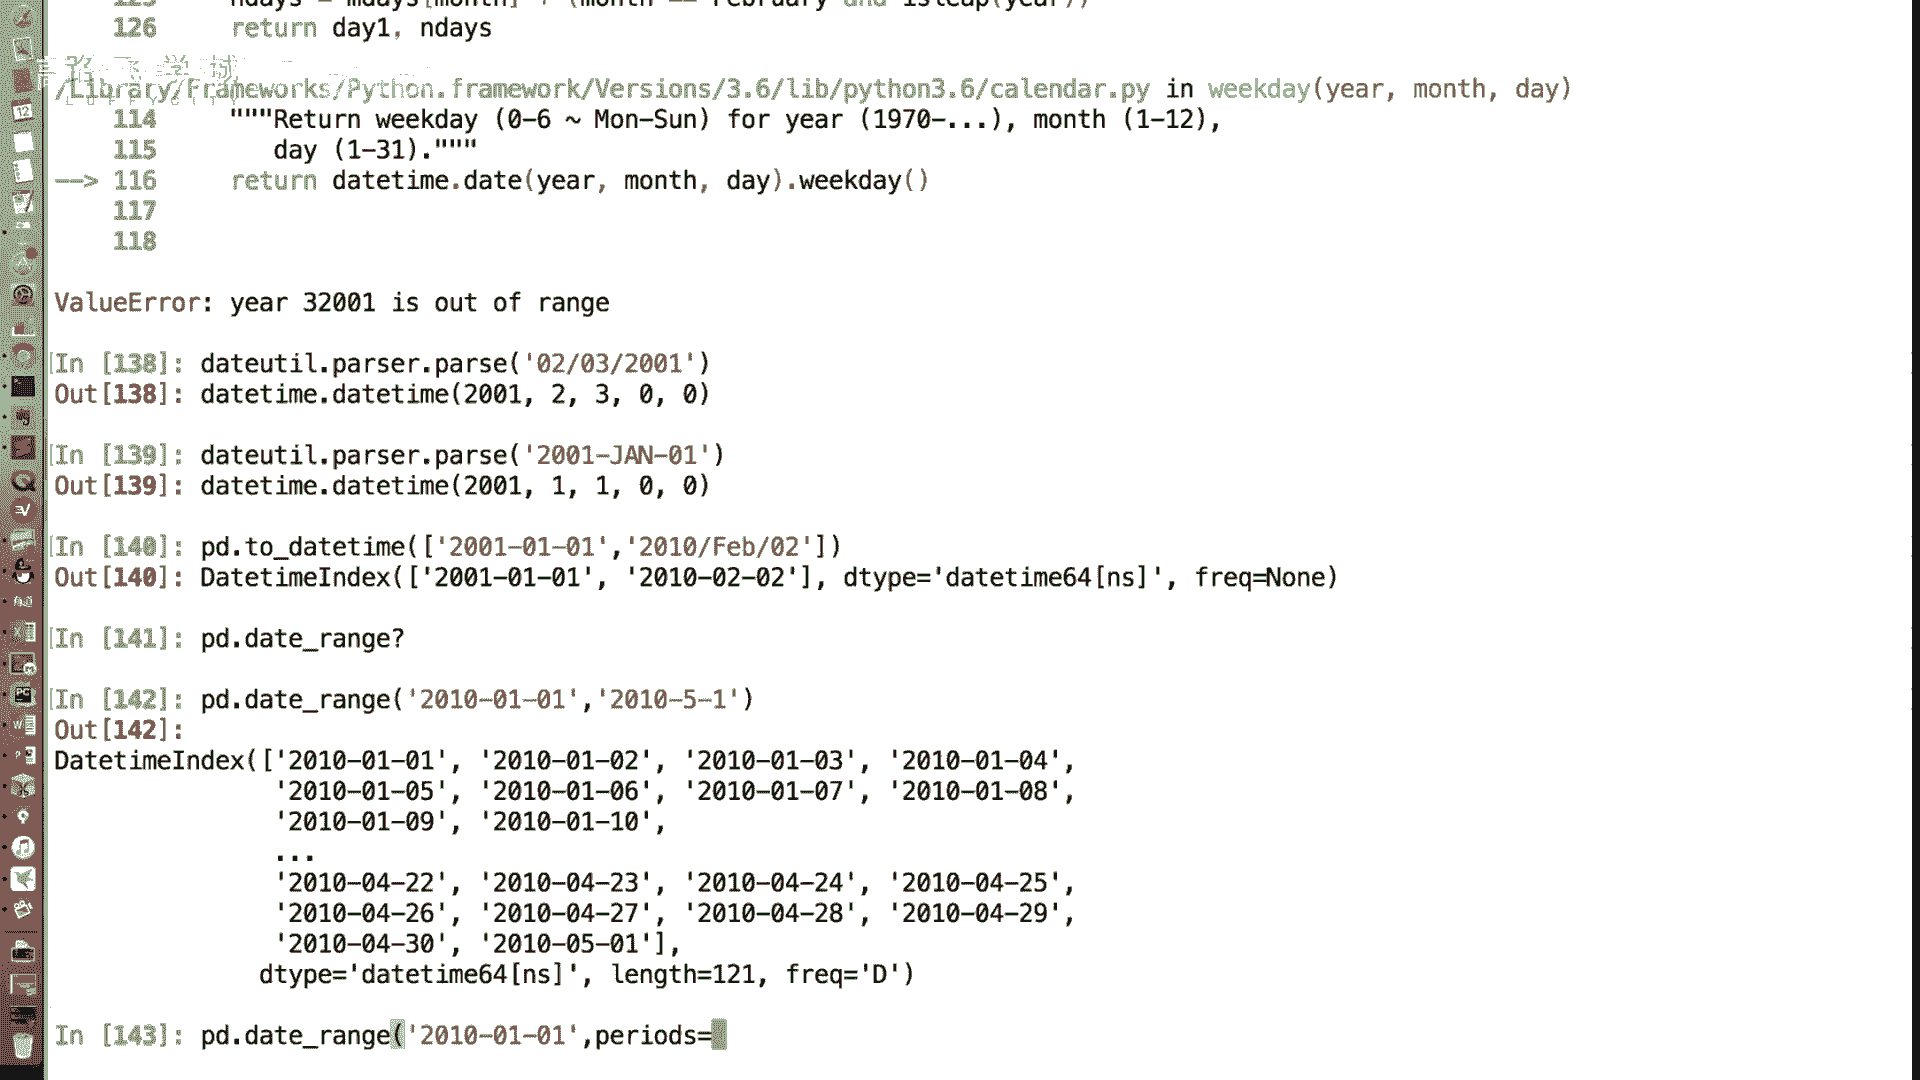 126 return day1, ndays
/Library/Frameworks/Python.framework/Versions/3.6/lib/python3.6/calendar.py in weekday(year, month, day)
114 """Return weekday (0-6 ~ Mon-Sun) for year (1970-...), month (1-12),
115 day (1-31)."""
--> 116 return datetime.date(year, month, day).weekday()
117
118
ValueError: year 32001 is out of range
In [138]: dateutil.parser.parse('02/03/2001')
Out[138]: datetime.datetime(2001, 2, 3, 0, 0)
In [139]: dateutil.parser.parse('2001-JAN-01')
Out[139]: datetime.datetime(2001, 1, 1, 0, 0)
In [140]: pd.to_datetime(['2001-01-01','2010/Feb/02'])
Out[140]: DatetimeIndex(['2001-01-01', '2010-02-02'], dtype='datetime64[ns]', freq=None)
In [141]: pd.date_range?
In [142]: pd.date_range('2010-01-01','2010-5-1')
Out[142]:
DatetimeIndex(['2010-01-01', '2010-01-02', '2010-01-03', '2010-01-04',
'2010-01-05', '2010-01-06', '2010-01-07', '2010-01-08',
'2010-01-09', '2010-01-10',
...
'2010-04-22', '2010-04-23', '2010-04-24', '2010-04-25',
'2010-04-26', '2010-04-27', '2010-04-28', '2010-04-29',
'2010-04-30', '2010-05-01'],
dtype='datetime64[ns]', length=121, freq='D')
In [143]: pd.date_range('2010-01-01',periods=